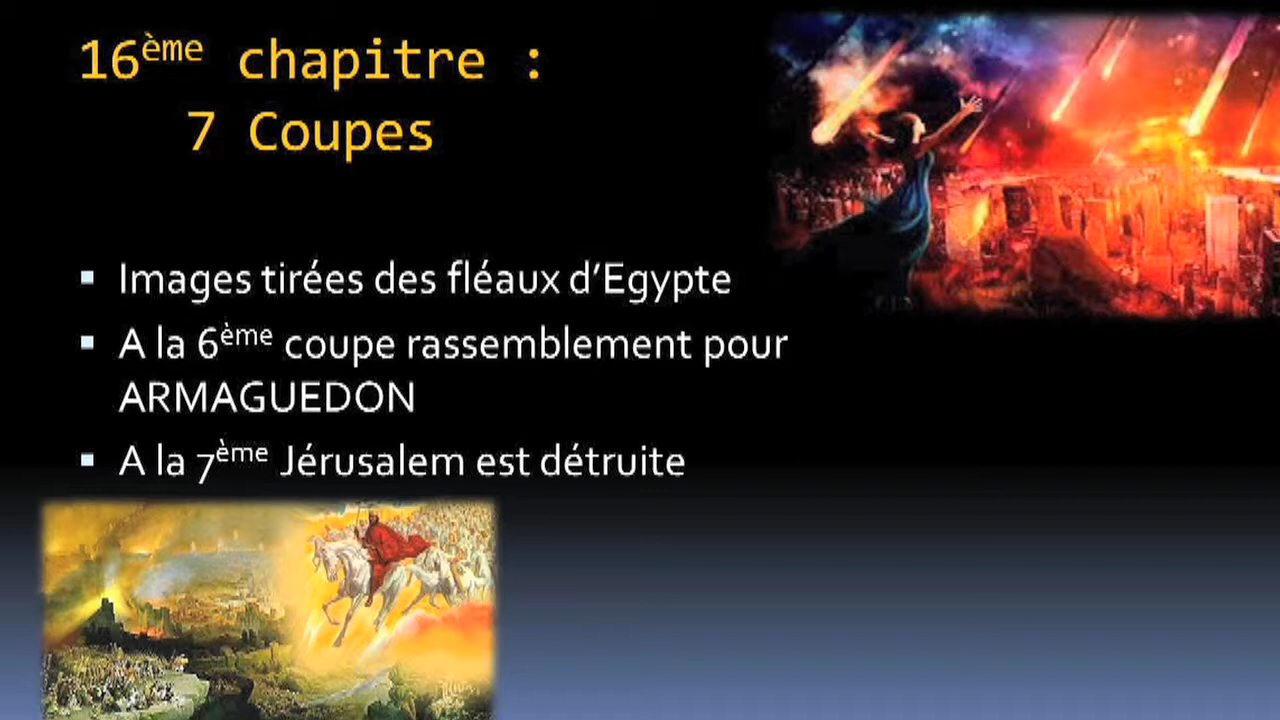 16ème chapitre :
7 Coupes
▪ Images tirées des fléaux d’Egypte
▪ A la 6ème coupe rassemblement pour
ARMAGUEDON
▪ A la 7ème Jérusalem est détruite